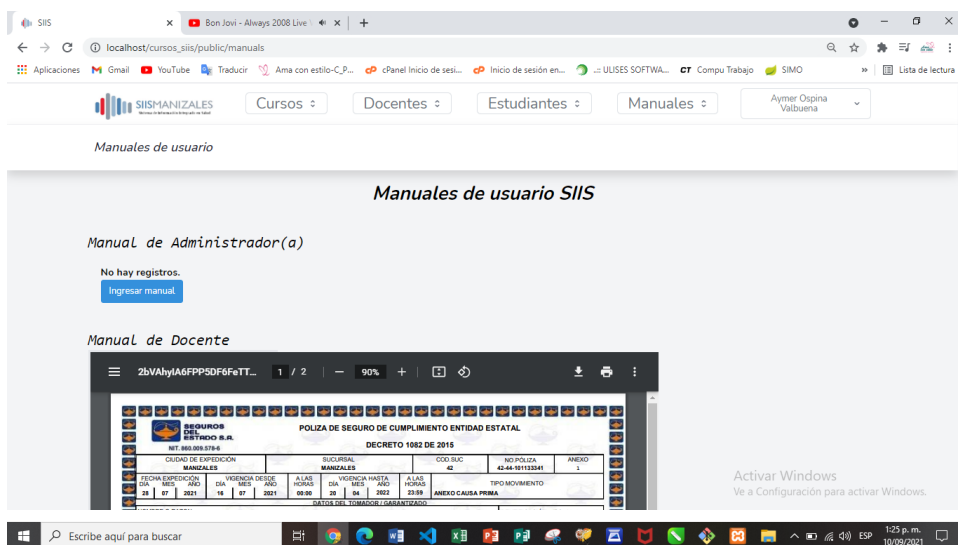 SIIS
Bon Jovi - Always 2008 Live
localhost/cursos_siis/public/manuals
Aplicaciones Gmail YouTube Traducir Ama con estilo-C_P... cPanel Inicio de sesi... Inicio de sesión en... ..:: ULISES SOFTWA... CT Compu Trabajo SIMO » Lista de lectura
SIISMANIZALES Cursos Docentes Estudiantes Manuales Aymer Ospina Valbuena
Manuales de usuario
Manuales de usuario SIIS
Manual de Administrador(a)
No hay registros.
Ingresar manual
Manual de Docente
2bVAhyIA6FPP5DF6FeTT... 1 / 2 90%
SEGUROS DEL ESTADO S.A.
NIT. 860.009.578-6
POLIZA DE SEGURO DE CUMPLIMIENTO ENTIDAD ESTATAL
DECRETO 1082 DE 2015
CIUDAD DE EXPEDICIÓN SUCURSAL COD.SUC NO.PÓLIZA ANEXO
MANIZALES MANIZALES 42 42-44-101133341 1
FECHA EXPEDICIÓN VIGENCIA DESDE A LAS VIGENCIA HASTA A LAS TIPO MOVIMIENTO
DÍA MES AÑO DÍA MES AÑO HORAS DÍA MES AÑO HORAS
28 07 2021 16 07 2021 00:00 20 04 2022 23:59 ANEXO CAUSA PRIMA
DATOS DEL TOMADOR / GARANTIZADO
Activar Windows
Ve a Configuración para activar Windows.
Escribe aquí para buscar
ESP
1:25 p. m.
10/09/2021